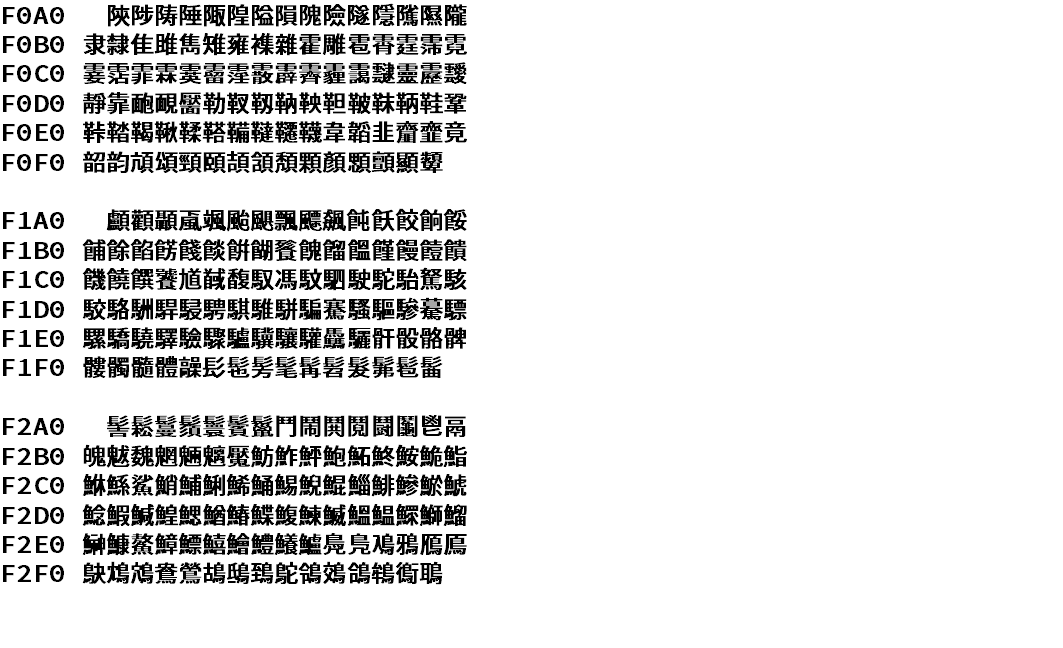 F0A0 陝陟陦陲陬隍隘隕隗險隧隱隲隰隴
F0B0 隶隸隹雎雋雉雍襍雜霍雕雹霄霆霈霓
F0C0 霎霑霏霖霙霤霪霰霹霽霾靄靆靈靂靉
F0D0 靜靠靤靦靨勒靫靱靹鞅靼鞁靺鞆鞋鞏
F0E0 鞐鞜鞨鞦鞣鞳鞴韃韆韈韋韜韭齏韲竟
F0F0 韶韵頏頌頸頤頡頷頽顆顏顋顫顯顰
F1A0 顱顴顳颪颯颱颶飄飃飆飩飫餃餉餒
F1B0 餔餘餡餝餞餤餠餬餮餽餾饂饉饅饐饋
F1C0 饑饒饌饕馗馘馥馭馮馼駟駛駝駘駑駭
F1D0 駮駱駲駻駸騁騏騅駢騙騫騷驅驂驀驃
F1E0 騾驕驍驛驗驟驢驥驤驩驫驪骭骰骼髀
F1F0 髏髑髓體髞髟髢髣髦髯髫髮髴髱髷
F2A0 髻鬆鬘鬚鬟鬢鬣鬥鬧鬨鬩鬪鬮鬯鬲
F2B0 魄魃魏魍魎魑魘魴鮓鮃鮑鮖鮗鮟鮠鮨
F2C0 鮴鯀鯊鮹鯆鯏鯑鯒鯣鯢鯤鯔鯡鰺鯲鯱
F2D0 鯰鰕鰔鰉鰓鰌鰆鰈鰒鰊鰄鰮鰛鰥鰤鰡
F2E0 鰰鱇鰲鱆鰾鱚鱠鱧鱶鱸鳧鳬鳰鴉鴈鳫
F2F0 鴃鴆鴪鴦鶯鴣鴟鵄鴕鴒鵁鴿鴾鵆鵈